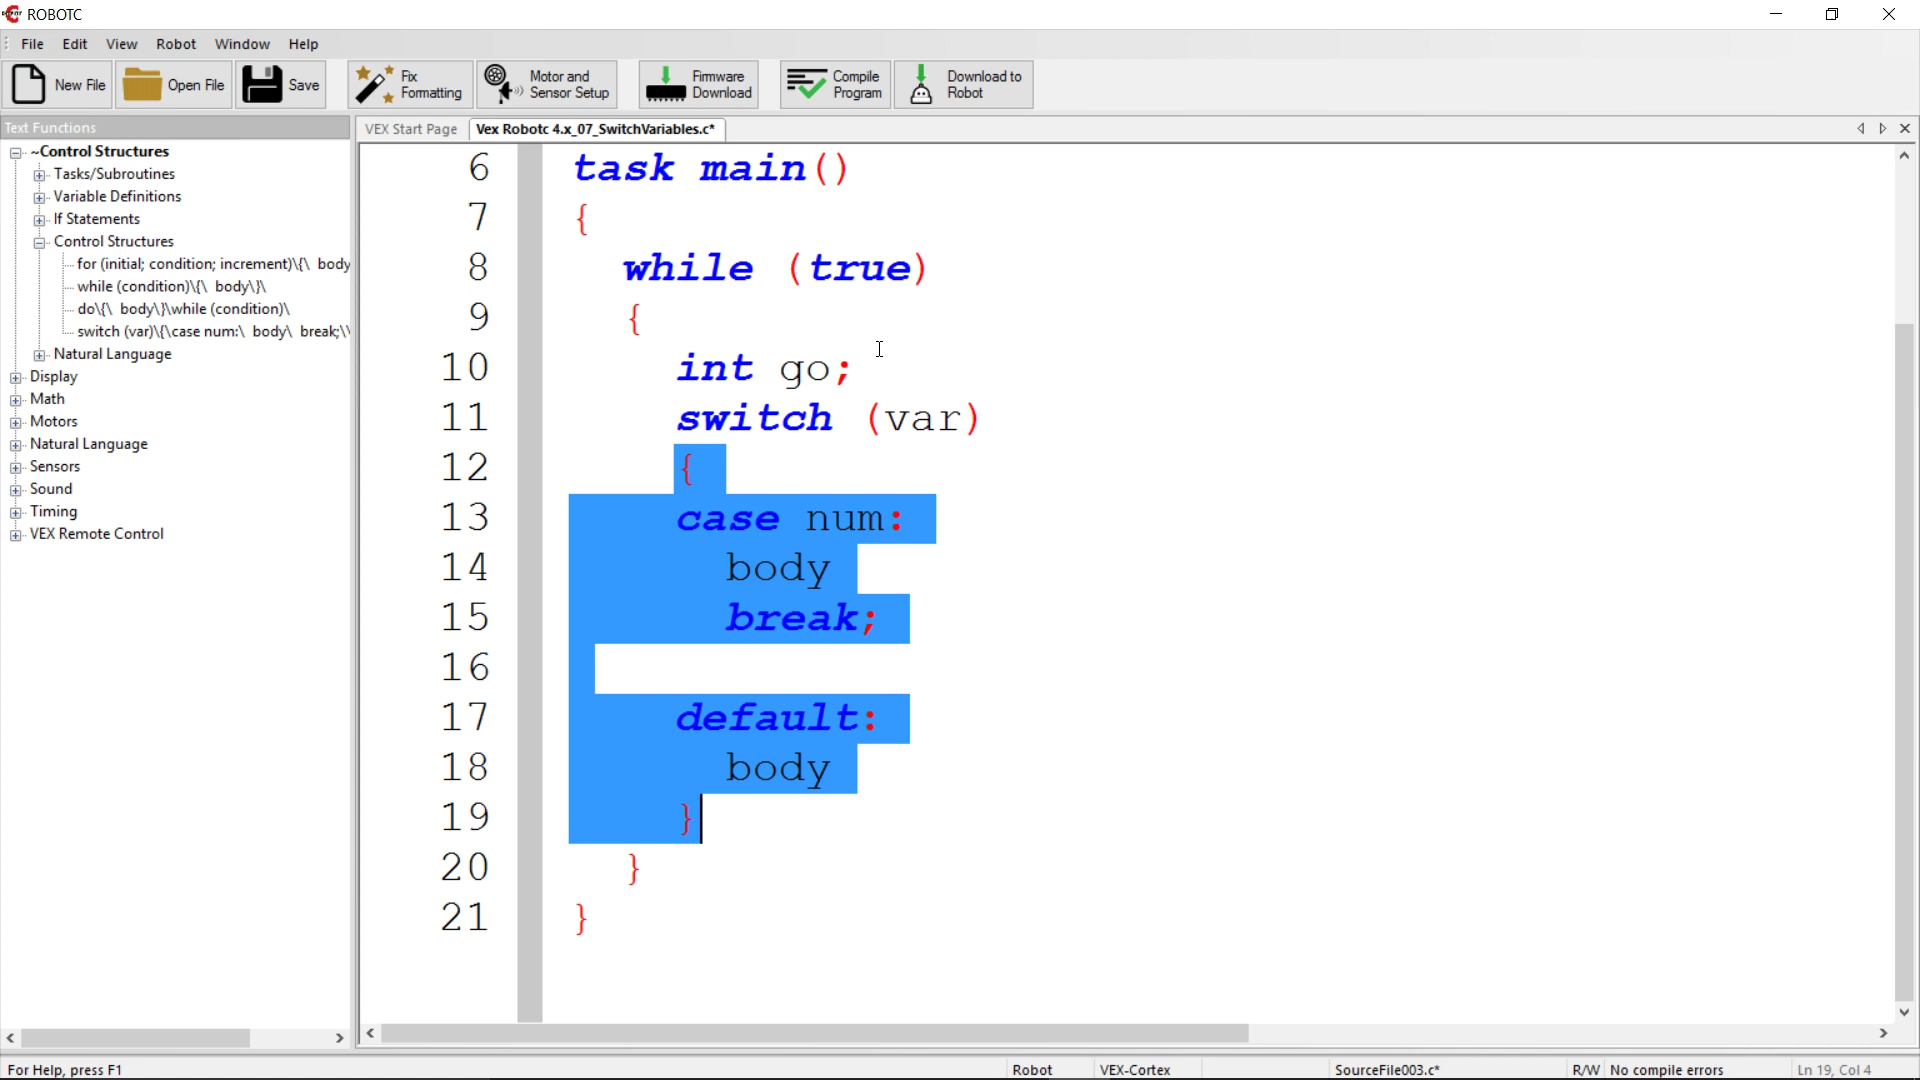 ROBOTC
File Edit View Robot Window Help
New File Open File Save Fix Formatting Motor and Sensor Setup Firmware Download Compile Program Download to Robot
Text Functions
~Control Structures
Tasks/Subroutines
Variable Definitions
If Statements
Control Structures
for (initial; condition; increment)\{\ body
while (condition)\{\ body\}\
do\{\ body\}\while (condition)\
switch (var)\{\case num:\ body\ break;\\
Natural Language
Display
Math
Motors
Natural Language
Sensors
Sound
Timing
VEX Remote Control
VEX Start Page Vex Robotc 4.x_07_SwitchVariables.c*
6 task main()
7 {
8 while (true)
9 {
10 int go;
11 switch (var)
12 {
13 case num:
14 body
15 break;
16
17 default:
18 body
19 }
20 }
21 }
For Help, press F1 Robot VEX-Cortex SourceFile003.c* R/W No compile errors Ln 19, Col 4